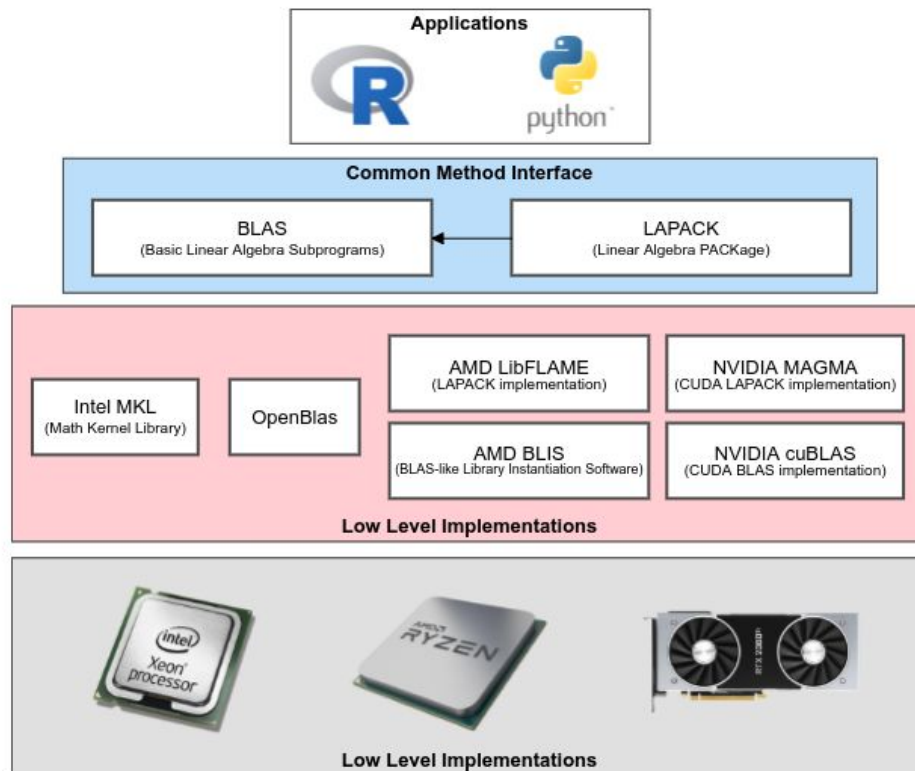 Applications
R
python™
Common Method Interface
BLAS
(Basic Linear Algebra Subprograms)
LAPACK
(Linear Algebra PACKage)
Intel MKL
(Math Kernel Library)
OpenBlas
AMD LibFLAME
(LAPACK implementation)
AMD BLIS
(BLAS-like Library Instantiation Software)
NVIDIA MAGMA
(CUDA LAPACK implementation)
NVIDIA cuBLAS
(CUDA BLAS implementation)
Low Level Implementations
intel
Xeon®
processor
AMD
RYZEN
Low Level Implementations